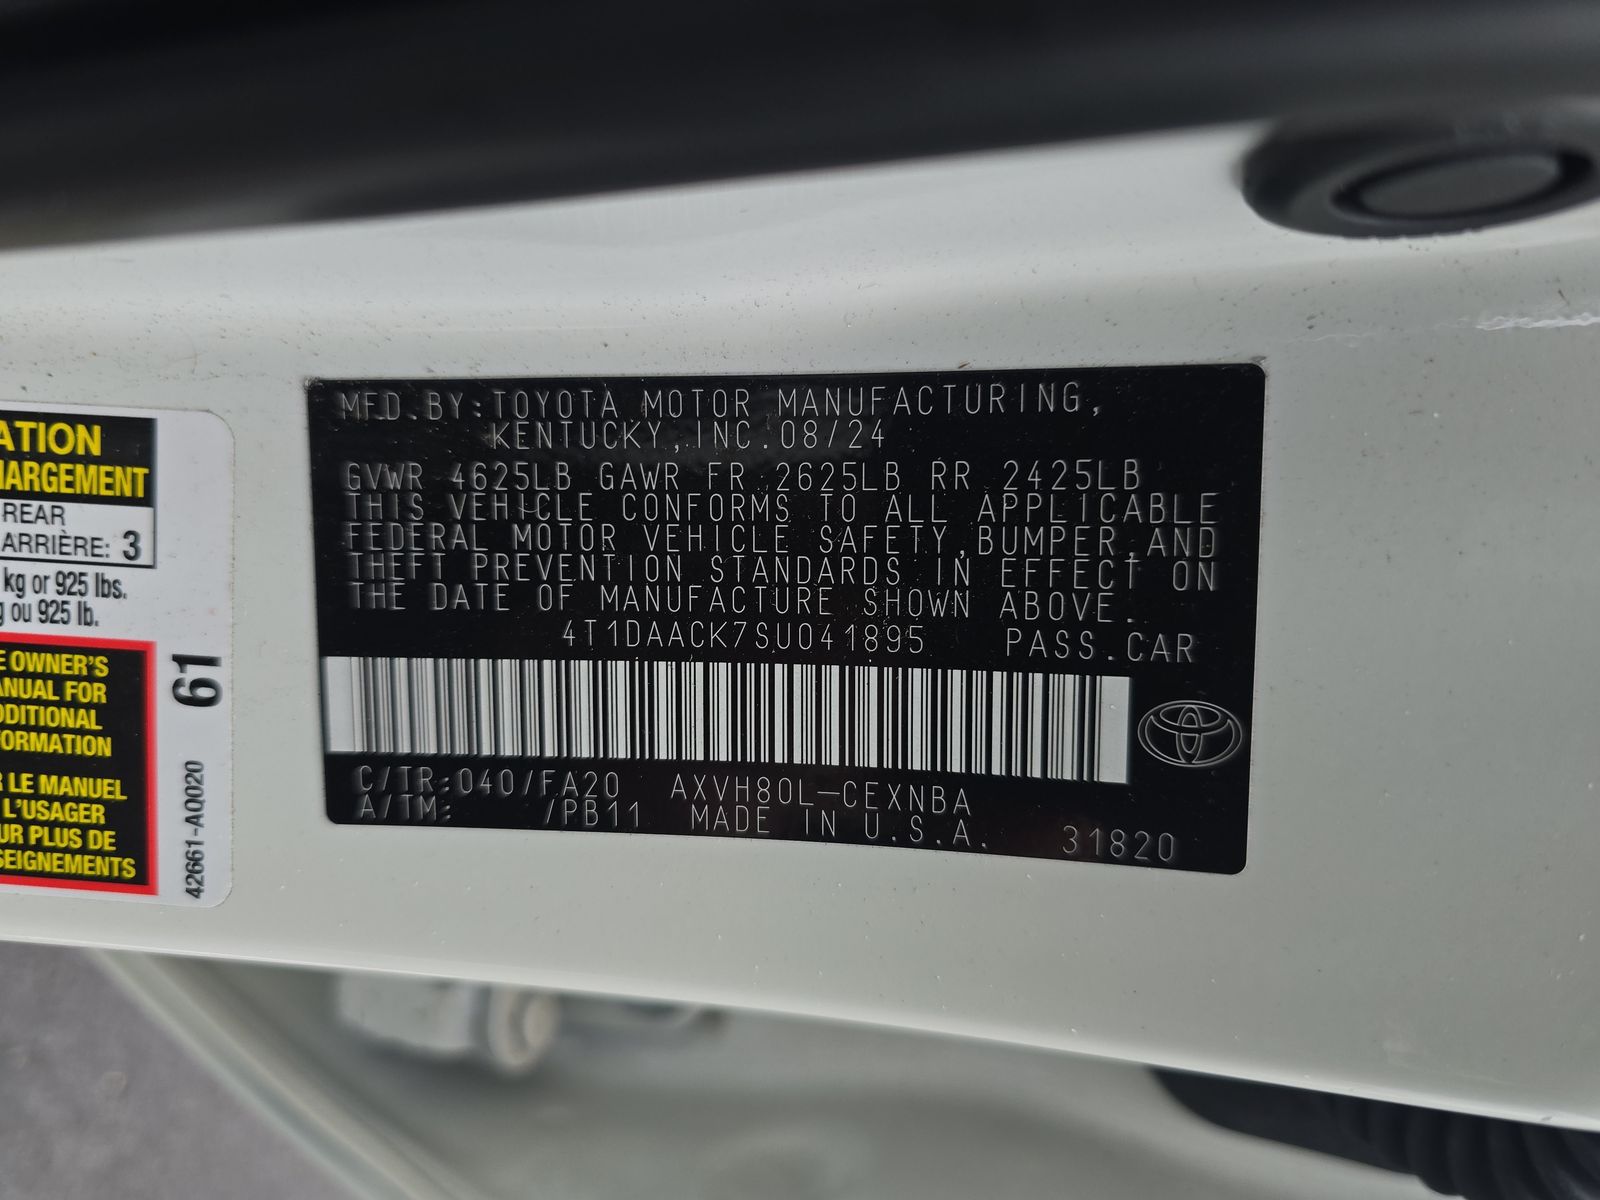 ATION
HARGEMENT
REAR
ARRIÈRE: 3
kg or 925 lbs.
g ou 925 lb.
E OWNER'S
ANUAL FOR
DDITIONAL
FORMATION
R LE MANUEL
L'USAGER
UR PLUS DE
SEIGNEMENTS
61
42661-A0020
MFD.BY:TOYOTA MOTOR MANUFACTURING,
KENTUCKY,INC.08/24
GVWR 4625LB GAWR FR 2625LB RR 2425LB
THIS VEHICLE CONFORMS TO ALL APPLICABLE
FEDERAL MOTOR VEHICLE SAFETY,BUMPER,AND
THEFT PREVENTION STANDARDS IN EFFECT ON
THE DATE OF MANUFACTURE SHOWN ABOVE.
4T1DAACK7SU041895 PASS.CAR
C/TR:040/FA20 AXVH80L-CEXNBA
A/TM: /PB11 MADE IN U.S.A. 31820